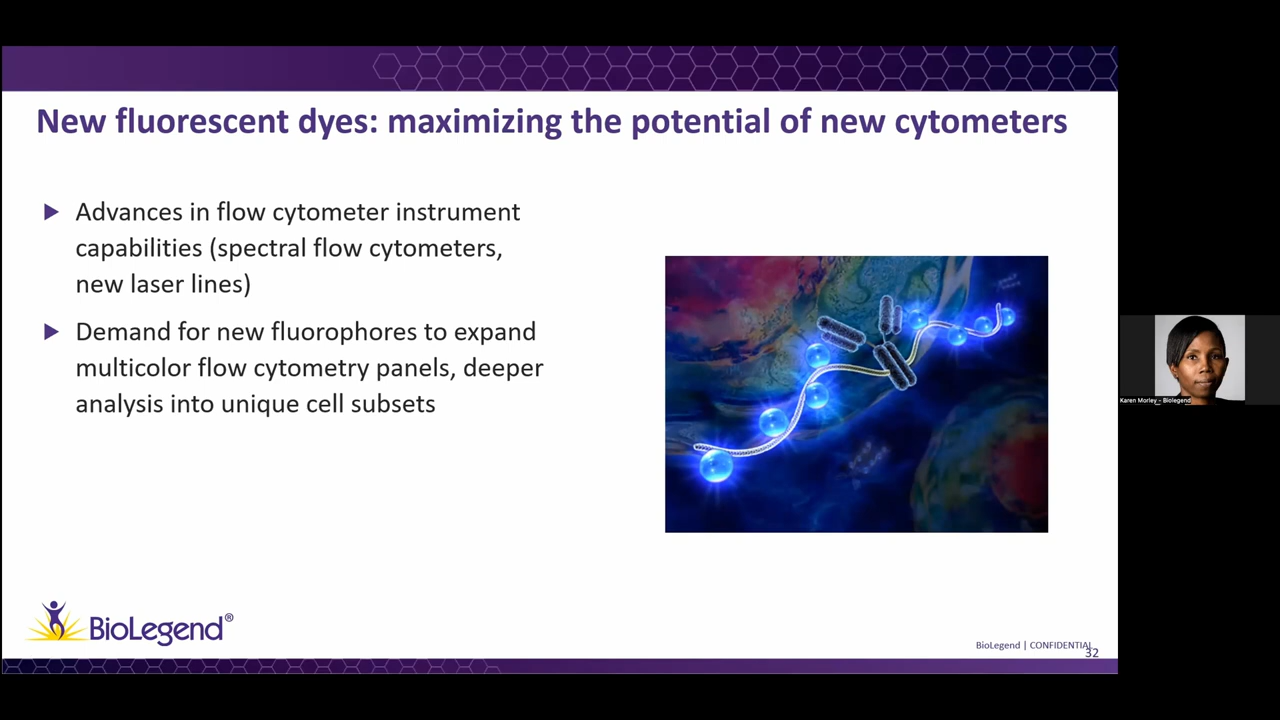 New fluorescent dyes: maximizing the potential of new cytometers
Advances in flow cytometer instrument
capabilities (spectral flow cytometers,
new laser lines)
Demand for new fluorophores to expand
multicolor flow cytometry panels, deeper
analysis into unique cell subsets
Karen Morley - Biolegend
BioLegend®
BioLegend | CONFIDENTIAL
32